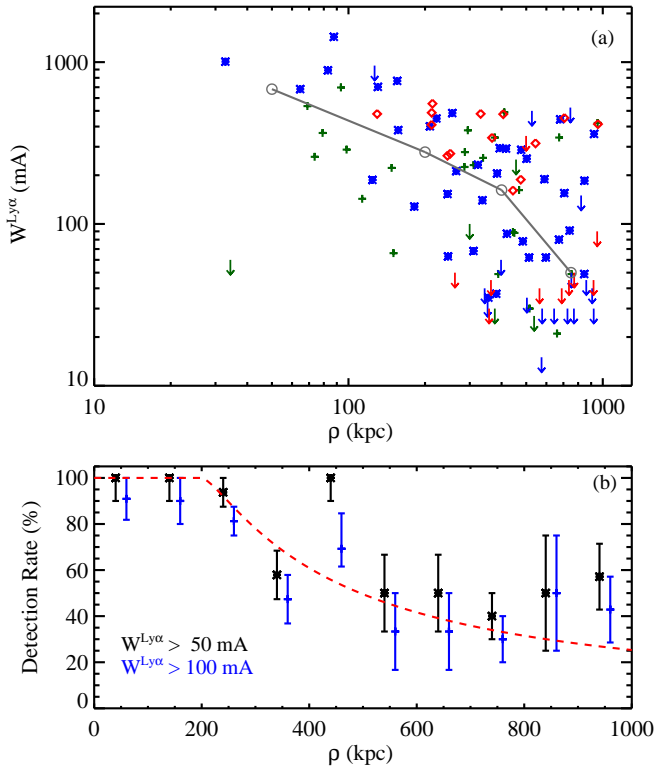 (a)
1000
100
10
W^Lyα (mA)
10 100 1000
ρ (kpc)
(b)
100
80
60
40
20
0
Detection Rate (%)
W^Lyα > 50 mA
W^Lyα > 100 mA
0 200 400 600 800 1000
ρ (kpc)